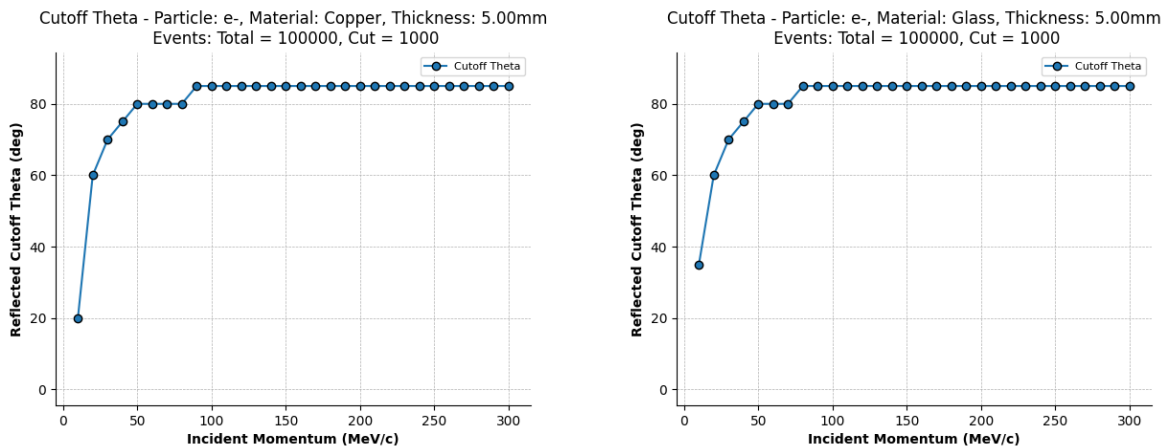 Cutoff Theta - Particle: e-, Material: Copper, Thickness: 5.00mm
Events: Total = 100000, Cut = 1000
Cutoff Theta
Reflected Cutoff Theta (deg)
80
60
40
20
0
0
50
100
150
200
250
300
Incident Momentum (MeV/c)
Cutoff Theta - Particle: e-, Material: Glass, Thickness: 5.00mm
Events: Total = 100000, Cut = 1000
Cutoff Theta
Reflected Cutoff Theta (deg)
80
60
40
20
0
0
50
100
150
200
250
300
Incident Momentum (MeV/c)